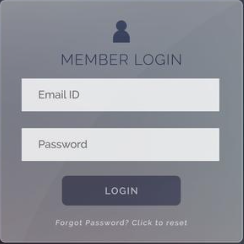 MEMBER LOGIN
Email ID
Password
LOGIN
Forgot Password? Click to reset